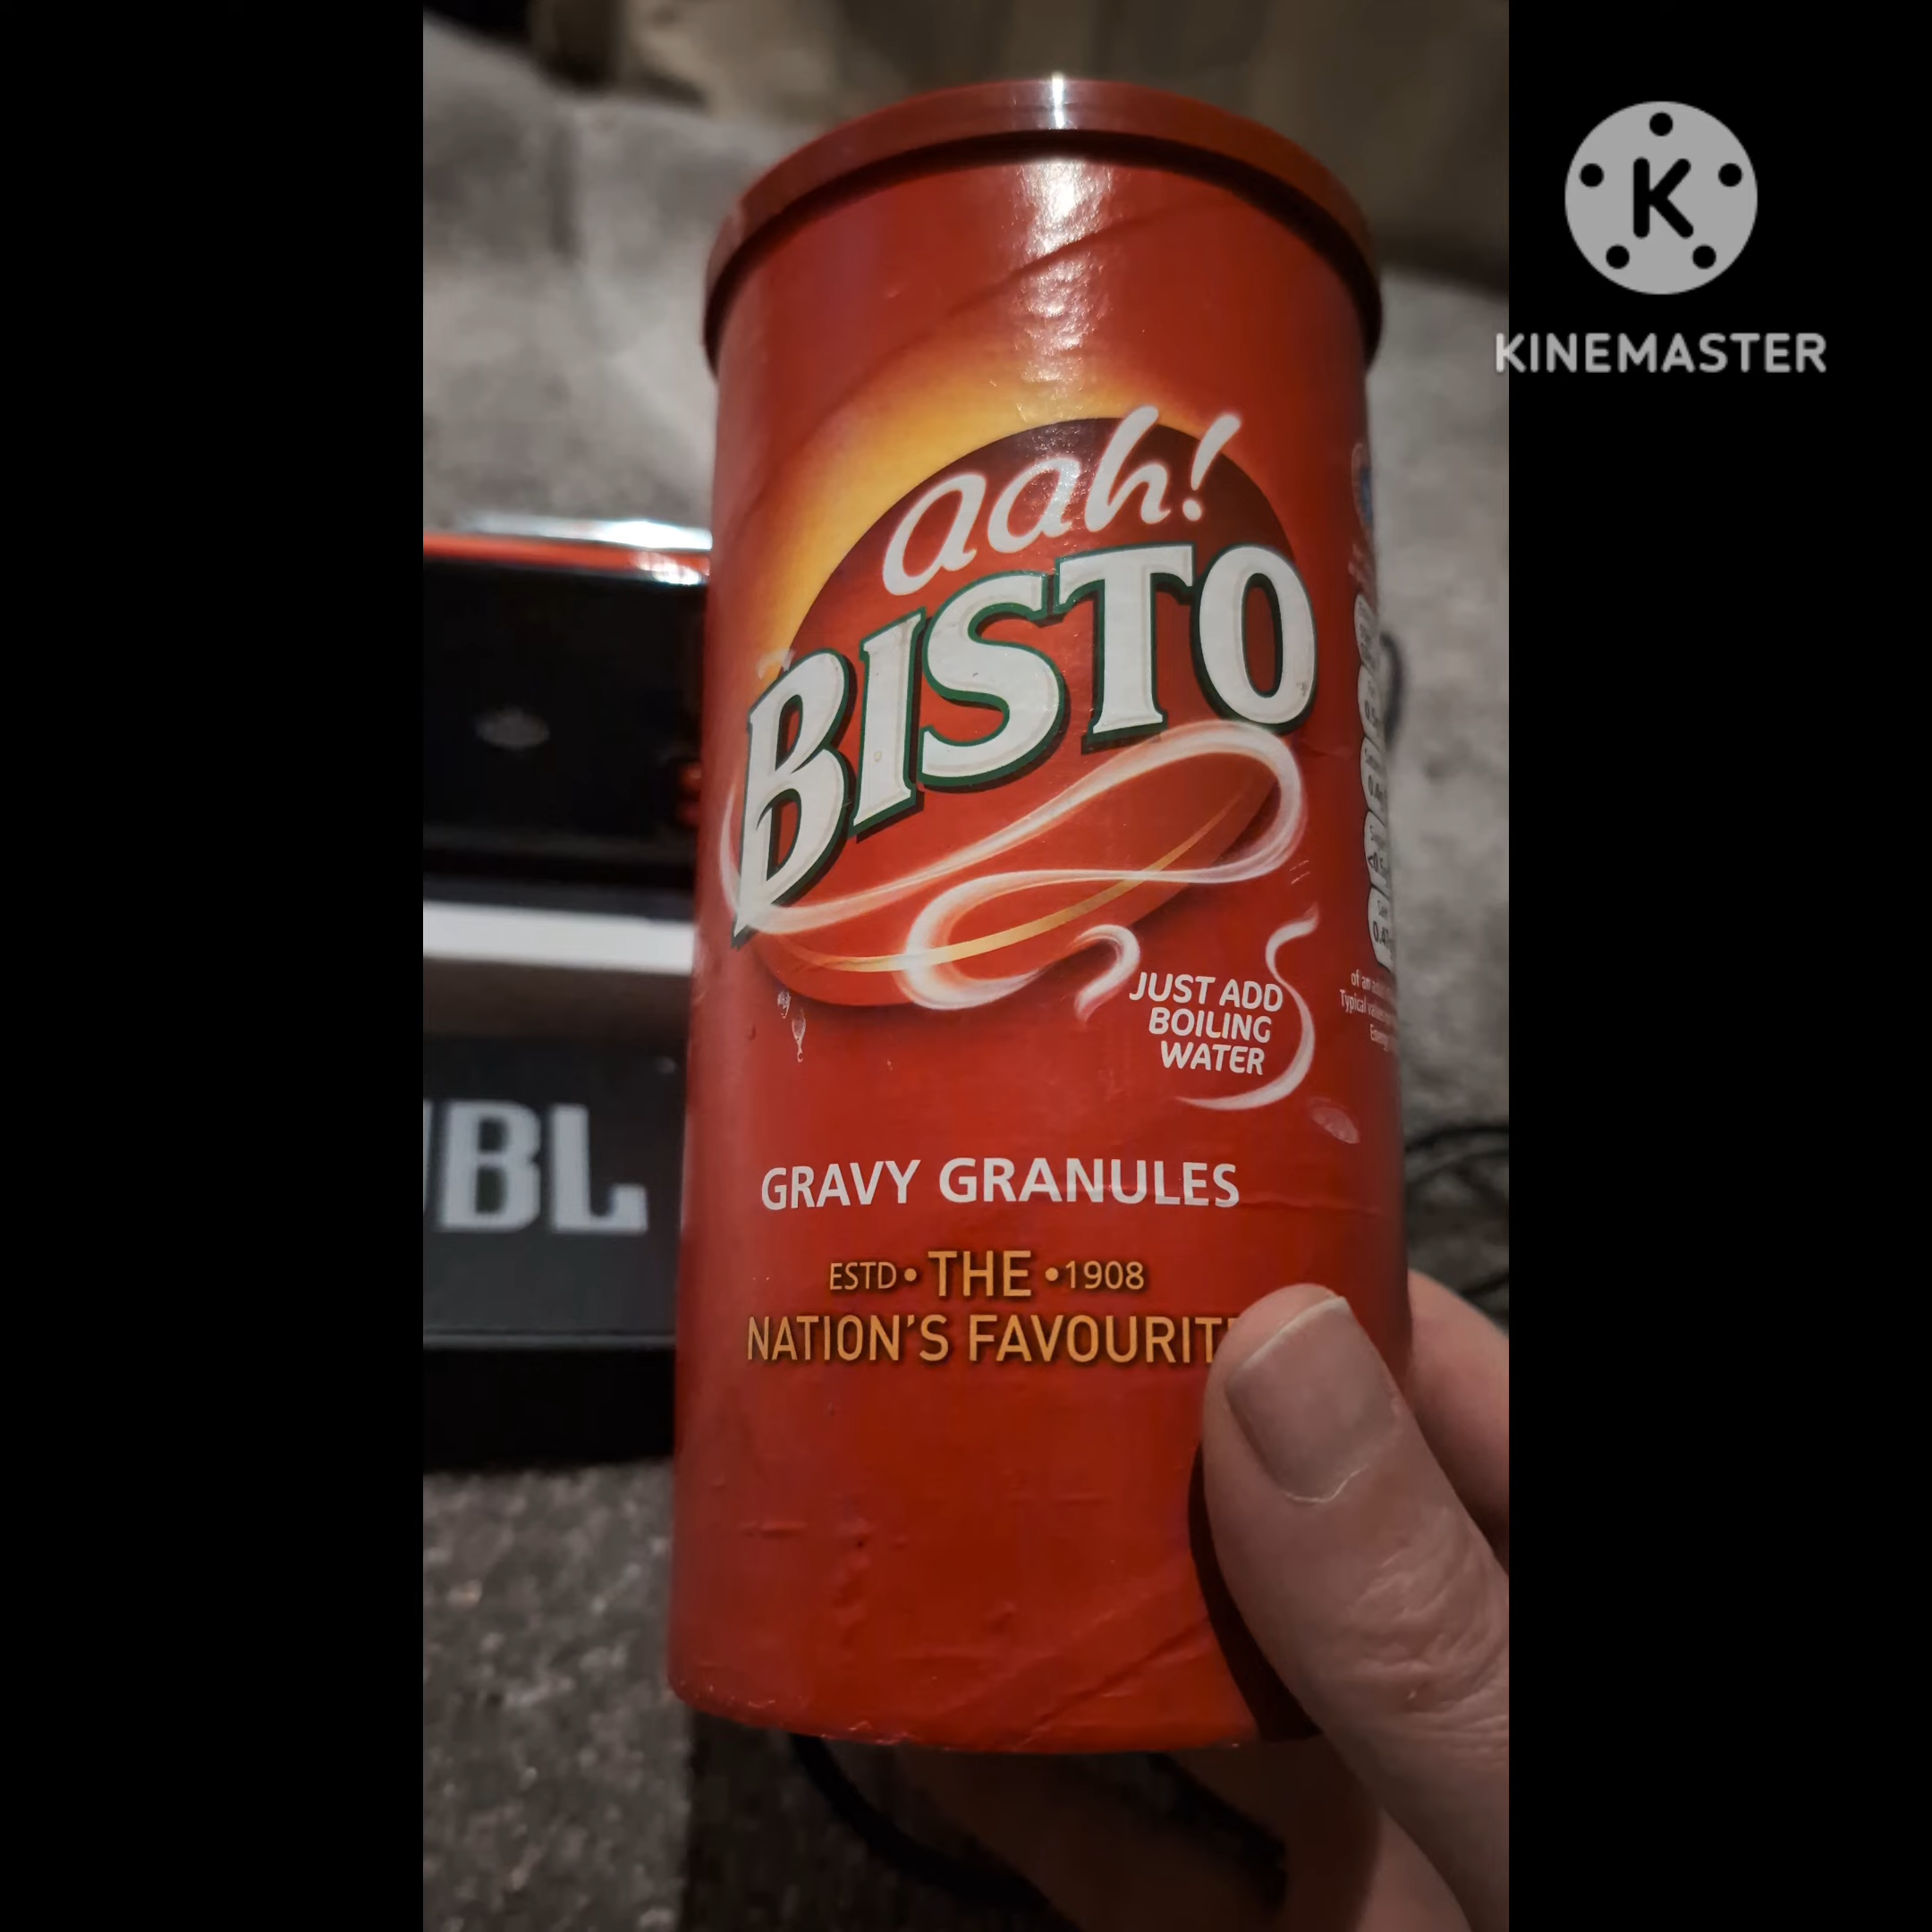 KINEMASTER
aah!
BISTO
JUST ADD
BOILING
WATER
GRAVY GRANULES
ESTD • THE • 1908
NATION'S FAVOURIT
JBL